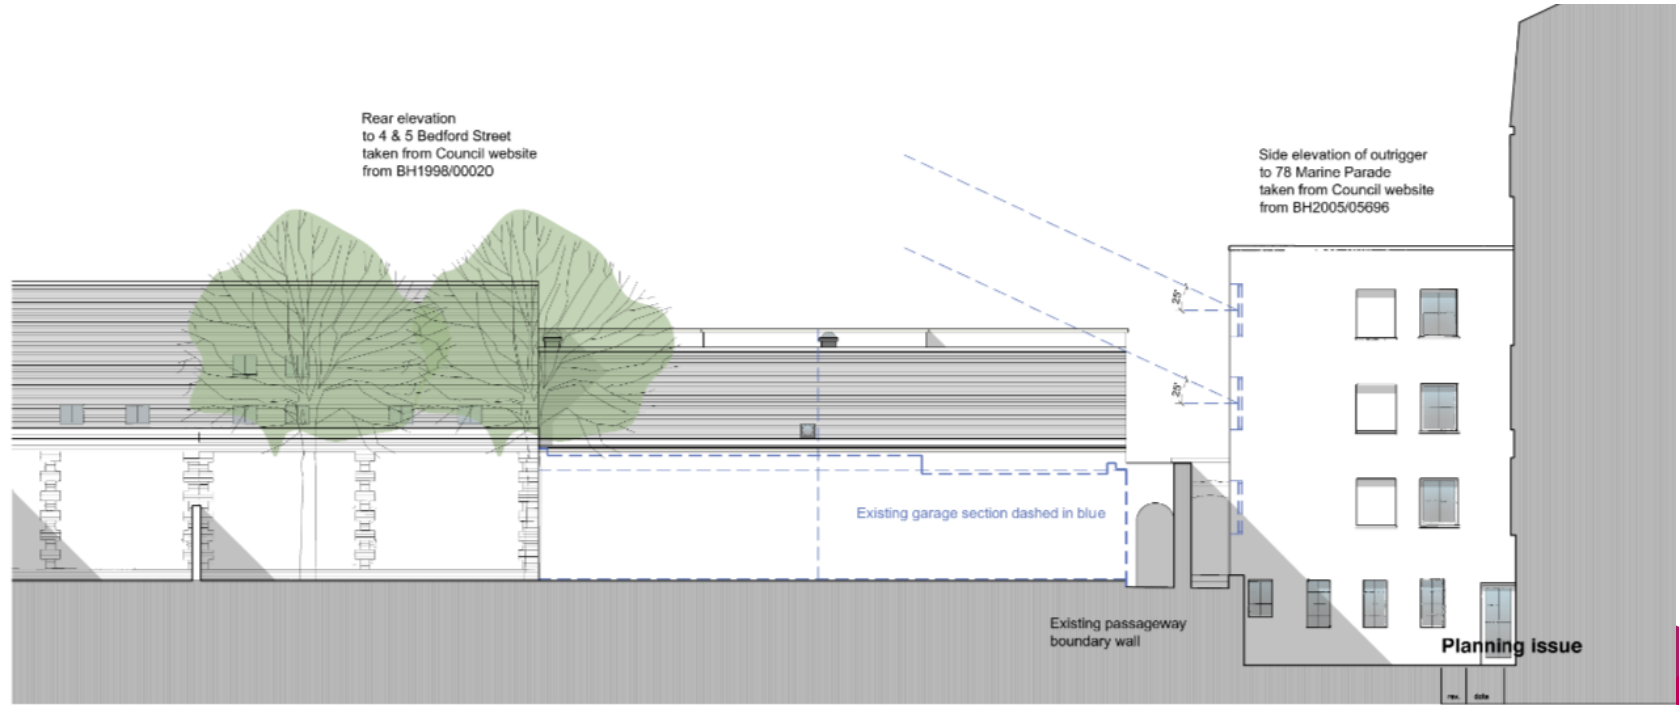 Rear elevation
to 4 & 5 Bedford Street
taken from Council website
from BH1998/00020
Side elevation of outrigger
to 78 Marine Parade
taken from Council website
from BH2005/05696
25'
25'
Existing garage section dashed in blue
Existing passageway
boundary wall
Planning issue
rev. date